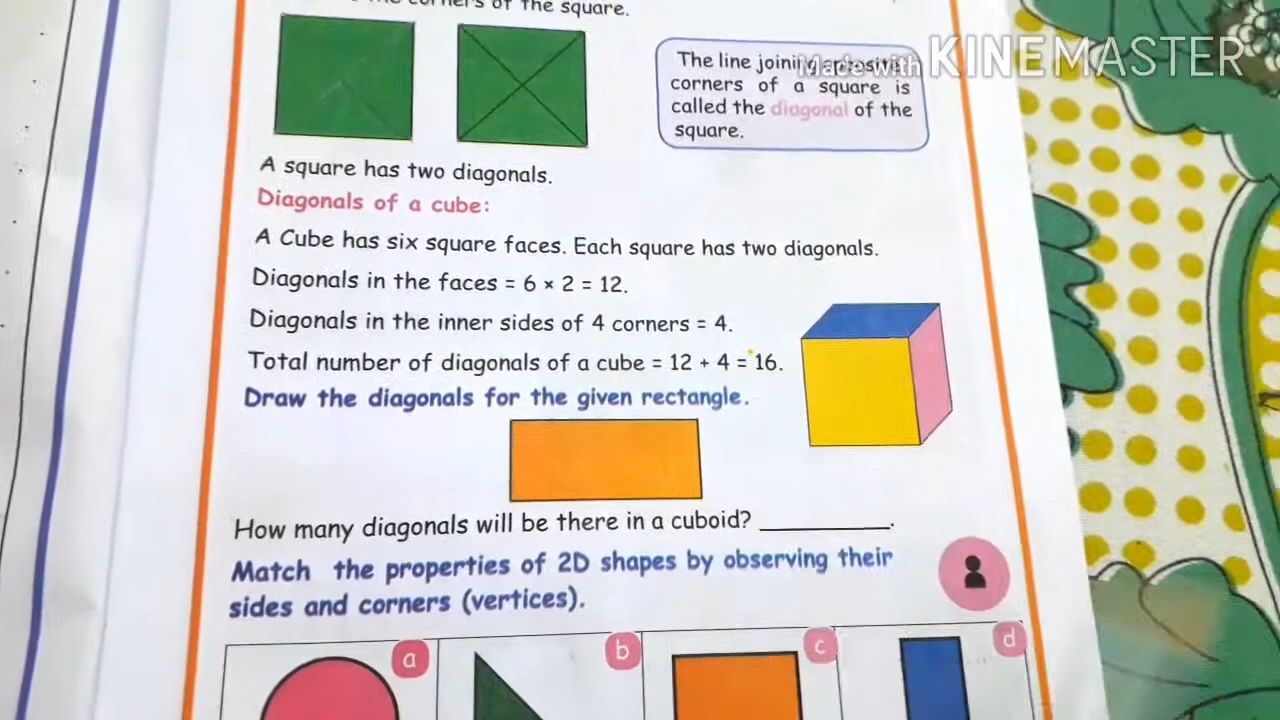 corners of the square.
The line joining opposite
corners of a square is
called the diagonal of the
square.
Made with KINEMASTER
A square has two diagonals.
Diagonals of a cube:
A Cube has six square faces. Each square has two diagonals.
Diagonals in the faces = 6 × 2 = 12.
Diagonals in the inner sides of 4 corners = 4.
Total number of diagonals of a cube = 12 + 4 = 16.
Draw the diagonals for the given rectangle.
How many diagonals will be there in a cuboid? __________.
Match the properties of 2D shapes by observing their
sides and corners (vertices).
a
b
c
d